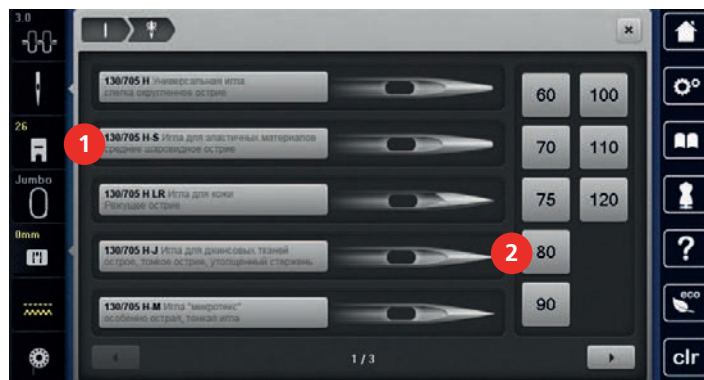 3.0
130/705 H Универсальная игла
слегка округленное острие
60
100
26
1
130/705 H-S Игла для эластичных материалов
среднее шаровидное острие
70
110
Jumbo
130/705 H LR Игла для кожи
Режущее острие
75
120
0mm
130/705 H-J Игла для джинсовых тканей
острое, тонкое острие, утолщённый стержень
2
80
?
eco
130/705 H-M Игла "микротекс"
особенно острая, тонкая игла
90
1 / 3
clr